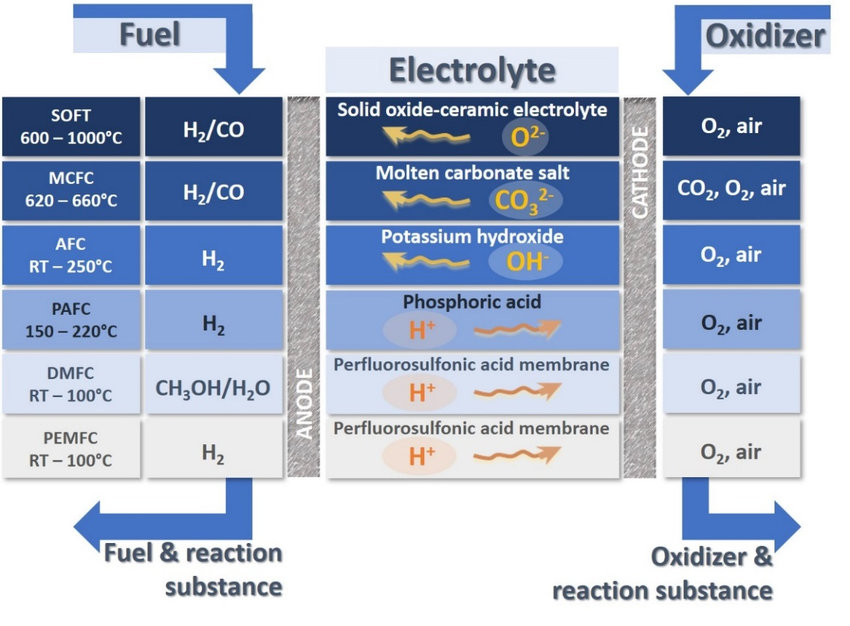 Fuel
Oxidizer
Electrolyte
SOFT
600 – 1000°C
H₂/CO
Solid oxide-ceramic electrolyte
O²⁻
O₂, air
MCFC
620 – 660°C
H₂/CO
Molten carbonate salt
CO₃²⁻
CO₂, O₂, air
AFC
RT – 250°C
H₂
Potassium hydroxide
OH⁻
O₂, air
PAFC
150 – 220°C
H₂
Phosphoric acid
H⁺
O₂, air
DMFC
RT – 100°C
CH₃OH/H₂O
Perfluorosulfonic acid membrane
H⁺
O₂, air
PEMFC
RT – 100°C
H₂
Perfluorosulfonic acid membrane
H⁺
O₂, air
ANODE
CATHODE
Fuel & reaction
substance
Oxidizer &
reaction substance